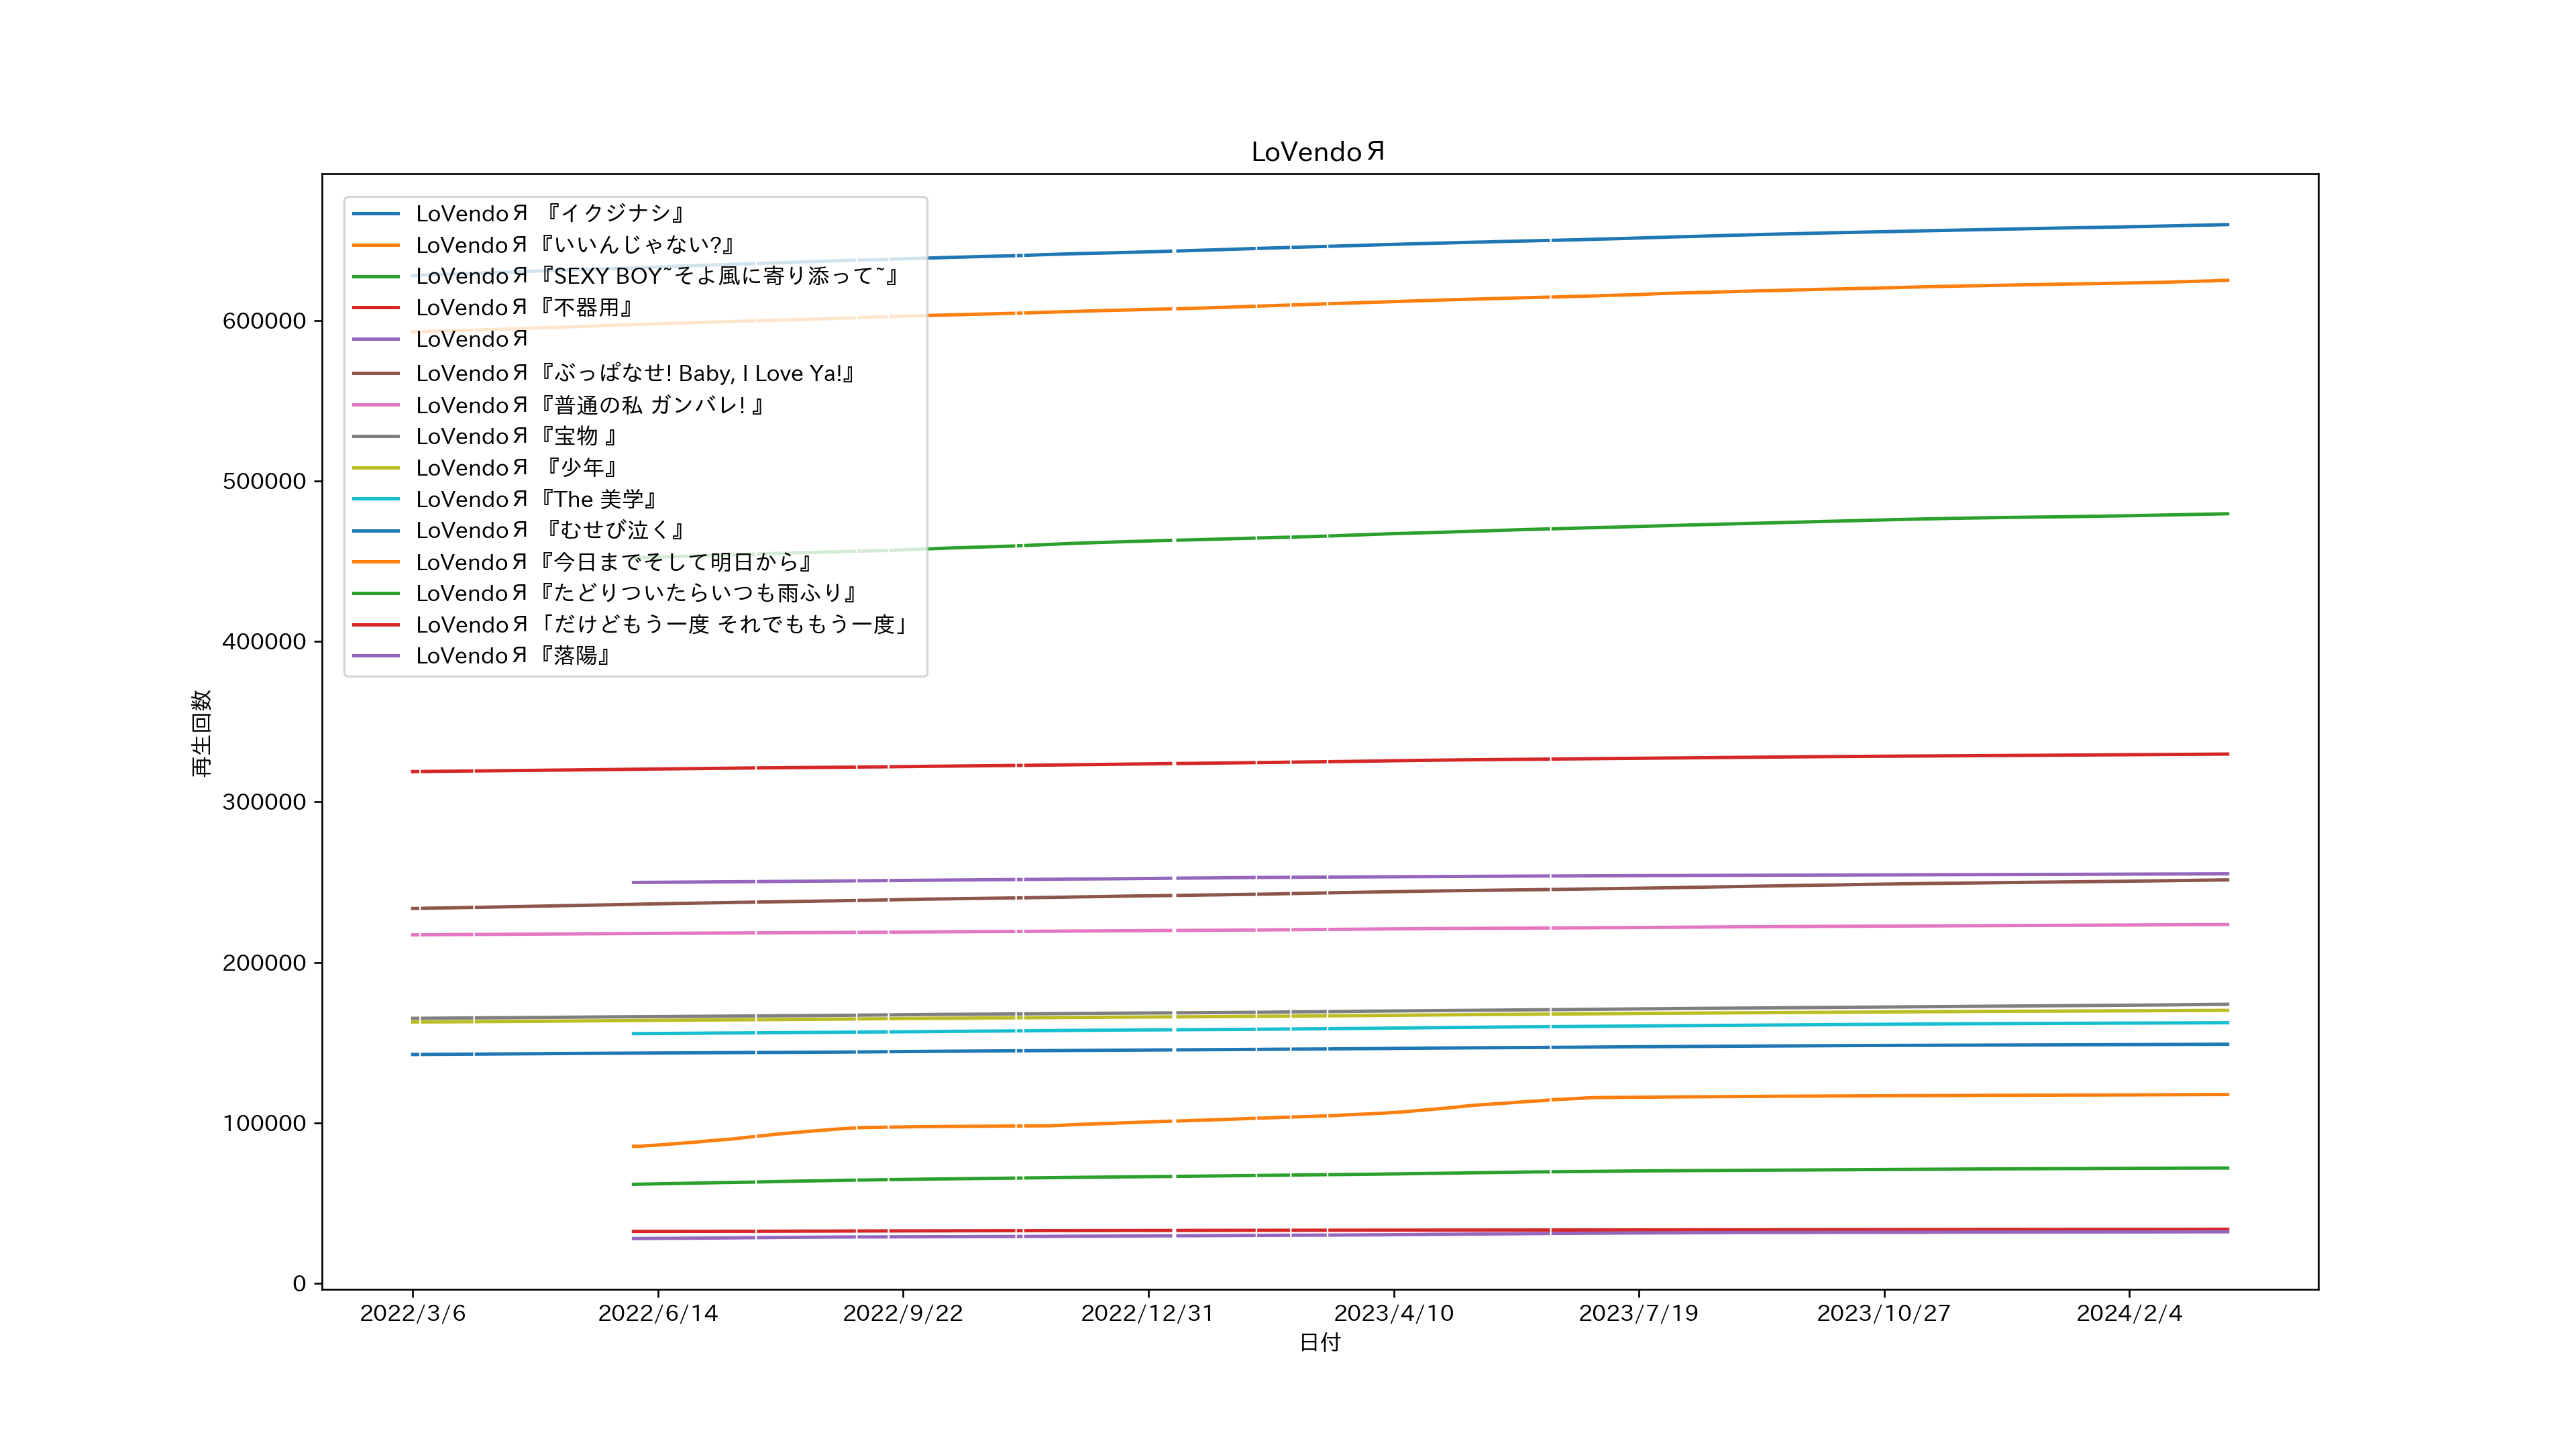 LoVendoЯ
LoVendoЯ 『イクジナシ』
LoVendoЯ『いいんじゃない?』
LoVendoЯ『SEXY BOY~そよ風に寄り添って~』
LoVendoЯ『不器用』
LoVendoЯ
LoVendoЯ『ぶっぱなせ! Baby, I Love Ya!』
LoVendoЯ『普通の私 ガンバレ! 』
LoVendoЯ『宝物 』
LoVendoЯ 『少年』
LoVendoЯ『The 美学』
LoVendoЯ 『むせび泣く』
LoVendoЯ『今日までそして明日から』
LoVendoЯ『たどりついたらいつも雨ふり』
LoVendoЯ「だけどもう一度 それでももう一度」
LoVendoЯ『落陽』
600000
500000
400000
300000
200000
100000
0
再生回数
2022/3/6 2022/6/14 2022/9/22 2022/12/31 2023/4/10 2023/7/19 2023/10/27 2024/2/4
日付